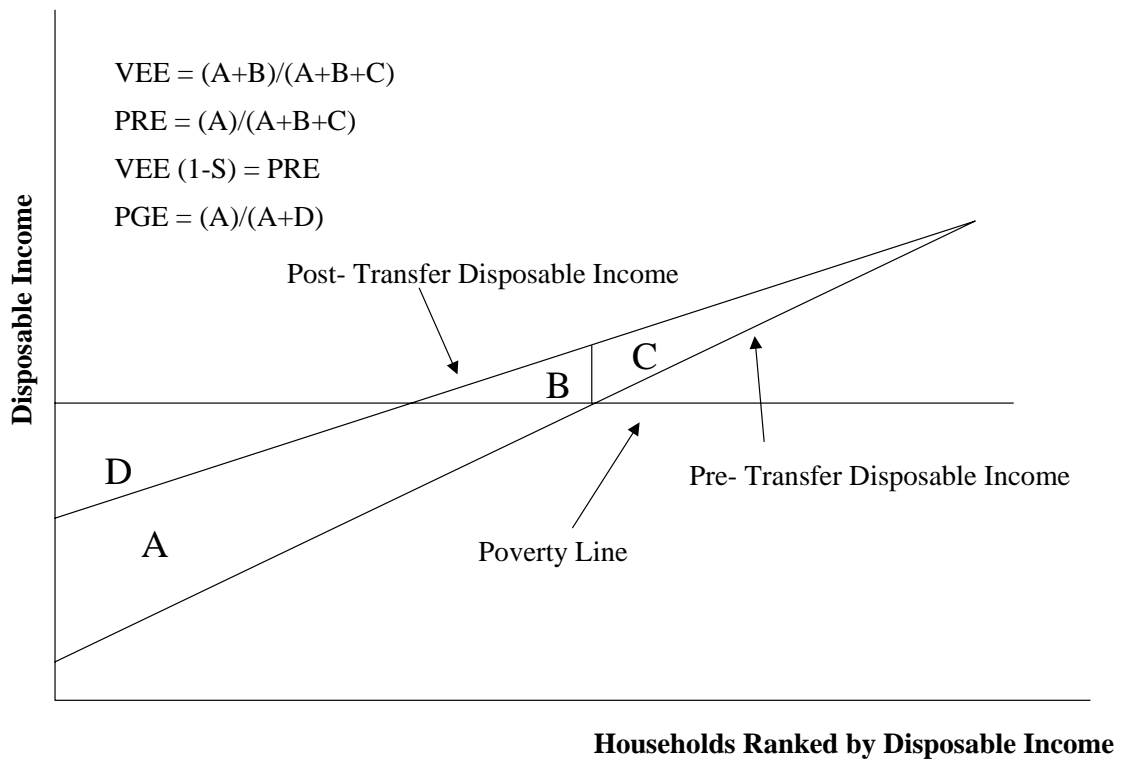 VEE = (A+B)/(A+B+C)
PRE = (A)/(A+B+C)
VEE (1-S) = PRE
PGE = (A)/(A+D)
Disposable Income
Post- Transfer Disposable Income
C
B
D
Pre- Transfer Disposable Income
A
Poverty Line
Households Ranked by Disposable Income